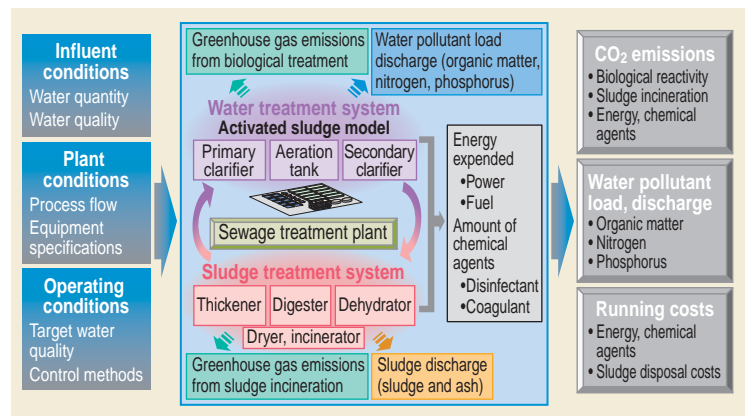 Influent
conditions
Water quantity
Water quality
Plant
conditions
Process flow
Equipment
specifications
Operating
conditions
Target water
quality
Control methods
Greenhouse gas emissions
from biological treatment
Water pollutant load
discharge (organic matter,
nitrogen, phosphorus)
Water treatment system
Activated sludge model
Primary
clarifier
Aeration
tank
Secondary
clarifier
Sewage treatment plant
Sludge treatment system
Thickener
Digester
Dehydrator
Dryer, incinerator
Greenhouse gas emissions
from sludge incineration
Sludge discharge
(sludge and ash)
Energy
expended
•Power
•Fuel
Amount of
chemical
agents
•Disinfectant
•Coagulant
CO2 emissions
• Biological reactivity
• Sludge incineration
• Energy, chemical
agents
Water pollutant
load, discharge
• Organic matter
• Nitrogen
• Phosphorus
Running costs
• Energy, chemical
agents
• Sludge disposal costs